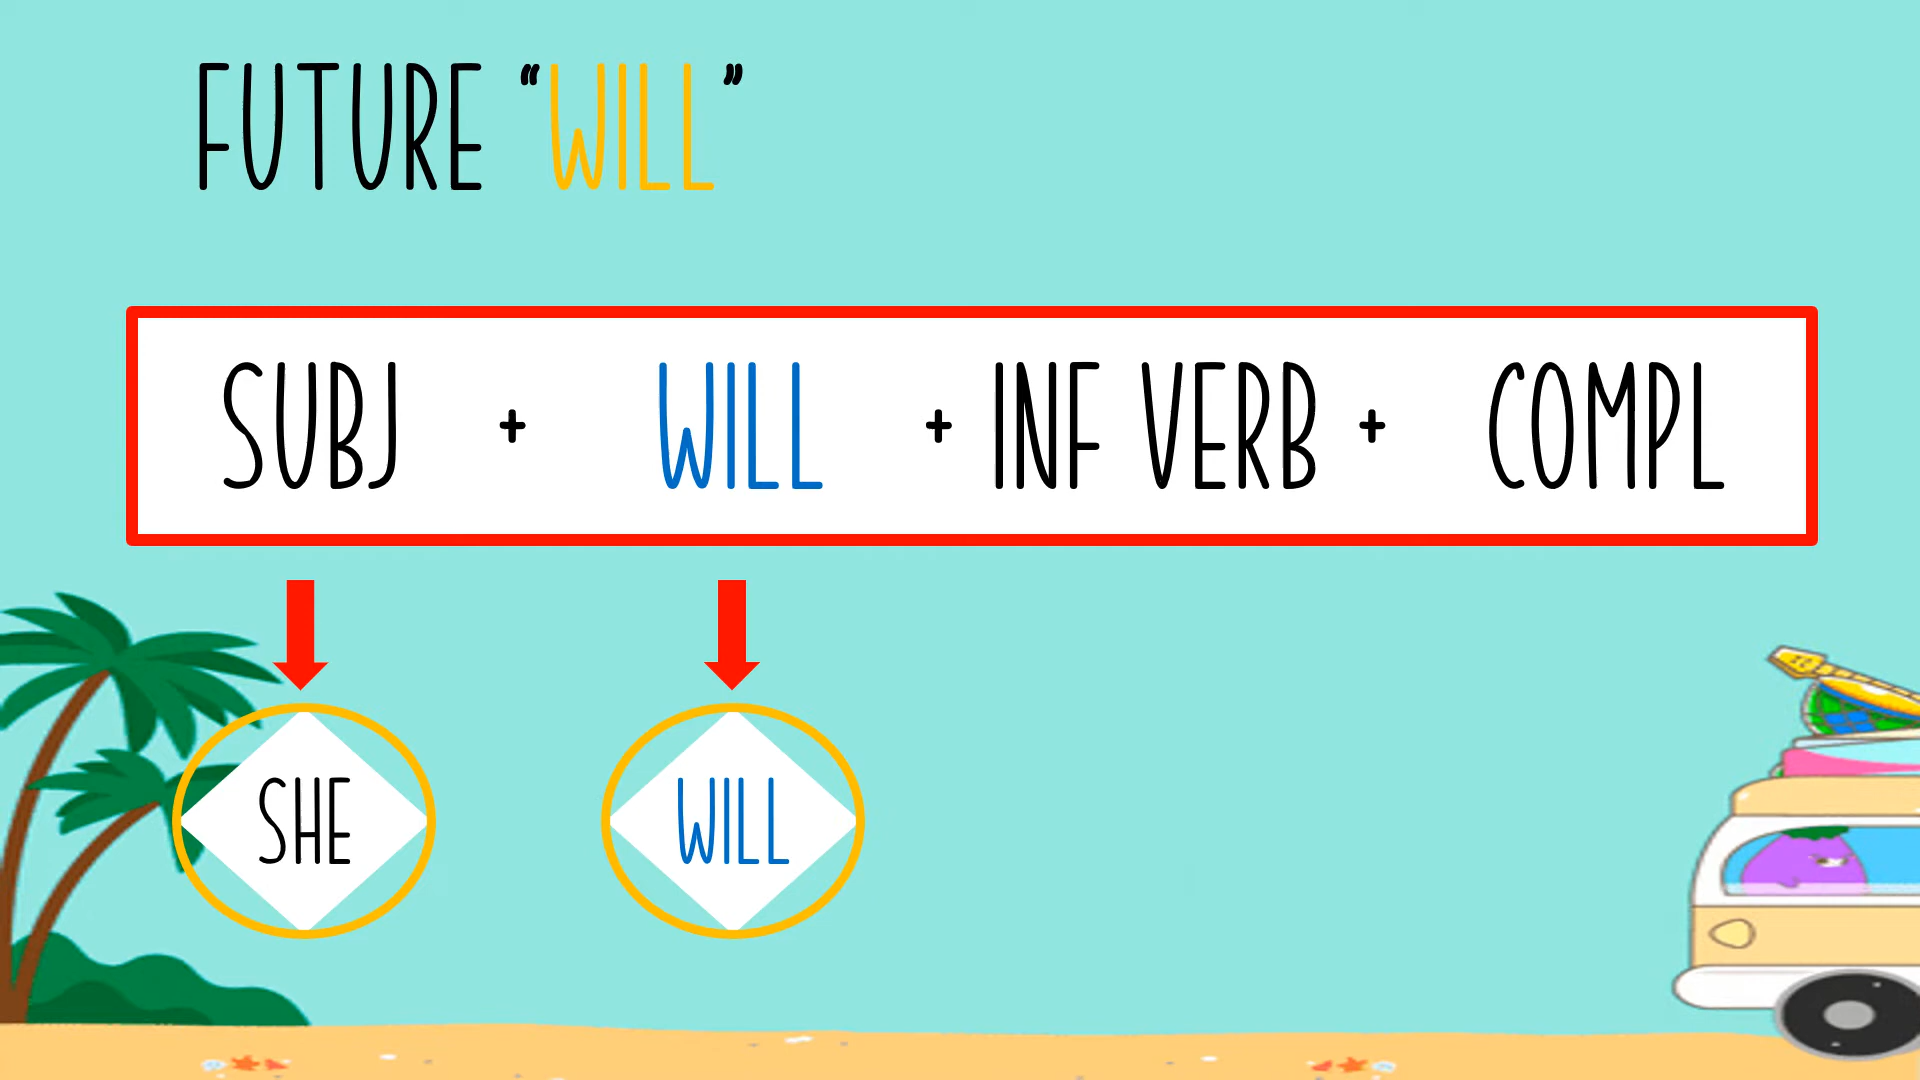 FUTURE “WILL”
SUBJ + WILL + INF VERB + COMPL
SHE WILL